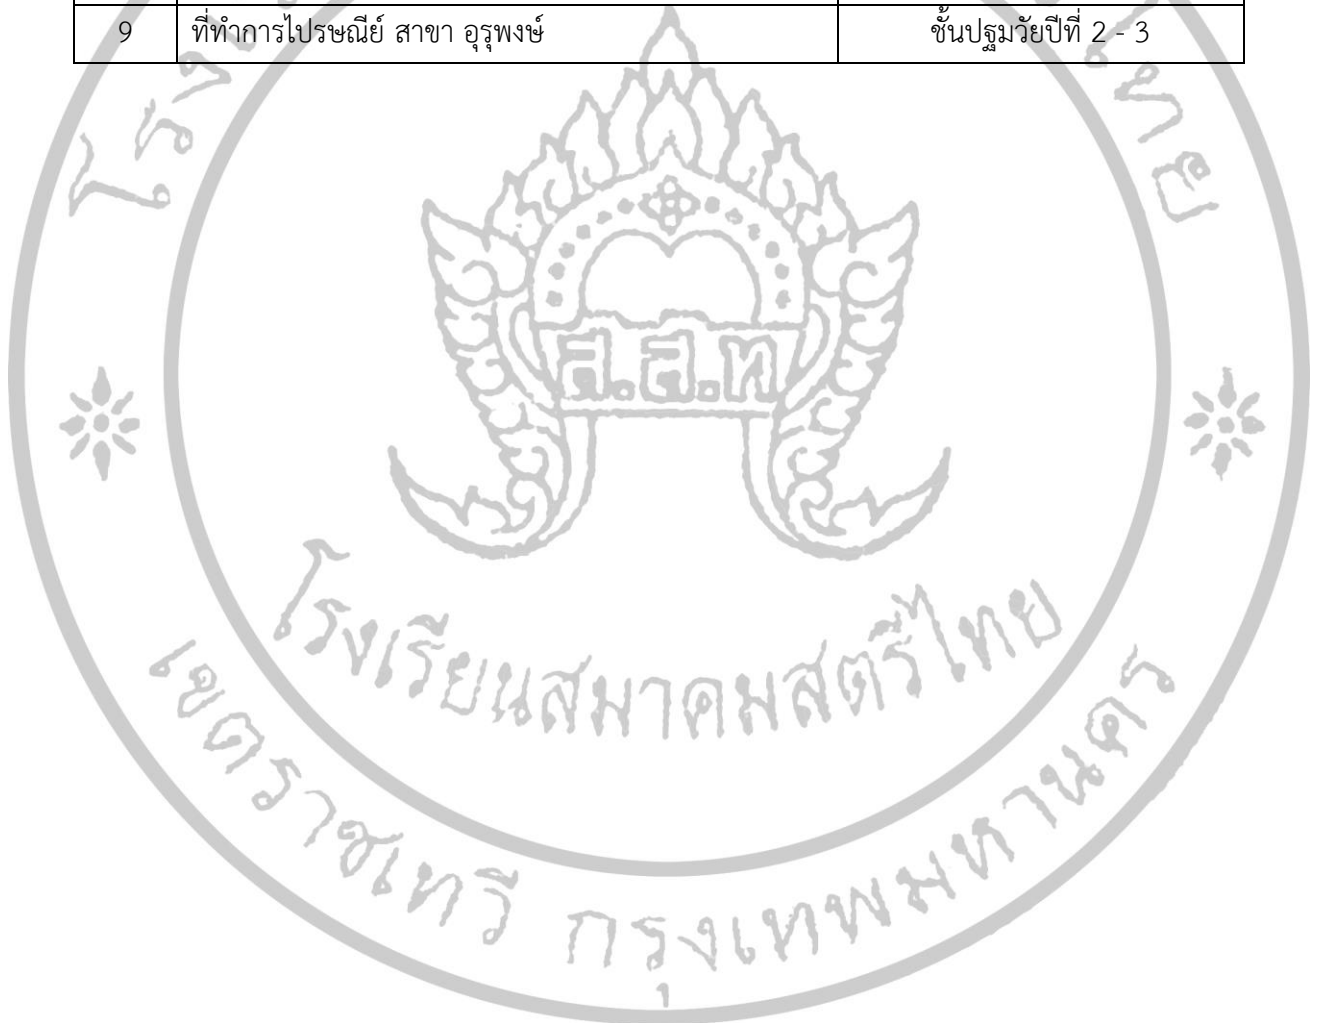 9 ที่ทำการไปรษณีย์ สาขา อุรุพงษ์ ชั้นปฐมวัยปีที่ 2 - 3
ส.ส.ท
โรงเรียนสมาคมสตรีไทย
เขตราชเทวี กรุงเทพมหานคร